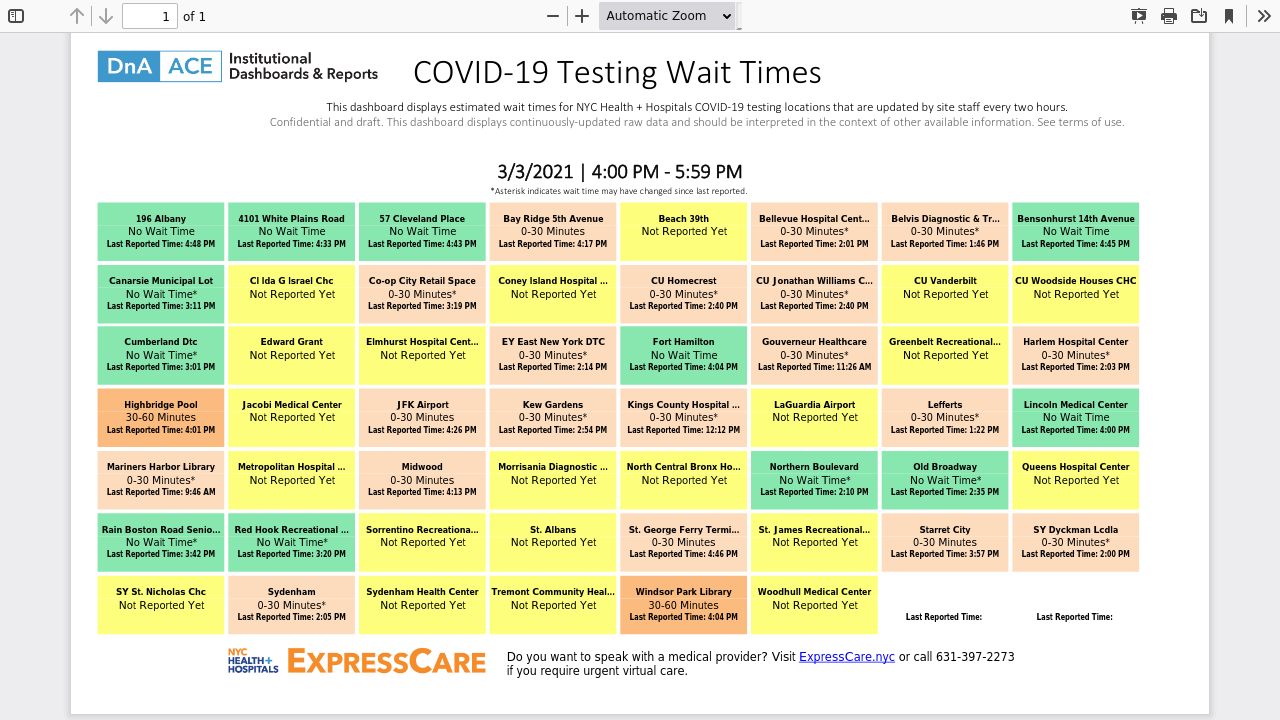 1 of 1 Automatic Zoom
DnA ACE Institutional
Dashboards & Reports
COVID-19 Testing Wait Times
This dashboard displays estimated wait times for NYC Health + Hospitals COVID-19 testing locations that are updated by site staff every two hours.
Confidential and draft. This dashboard displays continuously-updated raw data and should be interpreted in the context of other available information. See terms of use.
3/3/2021 | 4:00 PM - 5:59 PM
*Asterisk indicates wait time may have changed since last reported.
196 Albany
No Wait Time
Last Reported Time: 4:48 PM
4101 White Plains Road
No Wait Time
Last Reported Time: 4:33 PM
57 Cleveland Place
No Wait Time
Last Reported Time: 4:43 PM
Bay Ridge 5th Avenue
0-30 Minutes
Last Reported Time: 4:17 PM
Beach 39th
Not Reported Yet
Bellevue Hospital Cent...
0-30 Minutes*
Last Reported Time: 2:01 PM
Belvis Diagnostic & Tr...
0-30 Minutes*
Last Reported Time: 1:46 PM
Bensonhurst 14th Avenue
No Wait Time
Last Reported Time: 4:45 PM
Canarsie Municipal Lot
No Wait Time*
Last Reported Time: 3:11 PM
Cl Ida G Israel Chc
Not Reported Yet
Co-op City Retail Space
0-30 Minutes*
Last Reported Time: 3:19 PM
Coney Island Hospital ...
Not Reported Yet
CU Homecrest
0-30 Minutes*
Last Reported Time: 2:40 PM
CU Jonathan Williams C...
0-30 Minutes*
Last Reported Time: 2:40 PM
CU Vanderbilt
Not Reported Yet
CU Woodside Houses CHC
Not Reported Yet
Cumberland Dtc
No Wait Time*
Last Reported Time: 3:01 PM
Edward Grant
Not Reported Yet
Elmhurst Hospital Cent...
Not Reported Yet
EY East New York DTC
0-30 Minutes*
Last Reported Time: 2:14 PM
Fort Hamilton
No Wait Time
Last Reported Time: 4:04 PM
Gouverneur Healthcare
0-30 Minutes*
Last Reported Time: 11:26 AM
Greenbelt Recreational...
Not Reported Yet
Harlem Hospital Center
0-30 Minutes*
Last Reported Time: 2:03 PM
Highbridge Pool
30-60 Minutes
Last Reported Time: 4:01 PM
Jacobi Medical Center
Not Reported Yet
JFK Airport
0-30 Minutes
Last Reported Time: 4:26 PM
Kew Gardens
0-30 Minutes*
Last Reported Time: 2:54 PM
Kings County Hospital ...
0-30 Minutes*
Last Reported Time: 12:12 PM
LaGuardia Airport
Not Reported Yet
Lefferts
0-30 Minutes*
Last Reported Time: 1:22 PM
Lincoln Medical Center
No Wait Time
Last Reported Time: 4:00 PM
Mariners Harbor Library
0-30 Minutes*
Last Reported Time: 9:46 AM
Metropolitan Hospital ...
Not Reported Yet
Midwood
0-30 Minutes
Last Reported Time: 4:13 PM
Morrisania Diagnostic ...
Not Reported Yet
North Central Bronx Ho...
Not Reported Yet
Northern Boulevard
No Wait Time*
Last Reported Time: 2:10 PM
Old Broadway
No Wait Time*
Last Reported Time: 2:35 PM
Queens Hospital Center
Not Reported Yet
Rain Boston Road Senio...
No Wait Time*
Last Reported Time: 3:42 PM
Red Hook Recreational ...
No Wait Time*
Last Reported Time: 3:20 PM
Sorrentino Recreationa...
Not Reported Yet
St. Albans
Not Reported Yet
St. George Ferry Termi...
0-30 Minutes
Last Reported Time: 4:46 PM
St. James Recreational...
Not Reported Yet
Starret City
0-30 Minutes
Last Reported Time: 3:57 PM
SY Dyckman Lcdla
0-30 Minutes*
Last Reported Time: 2:00 PM
SY St. Nicholas Chc
Not Reported Yet
Sydenham
0-30 Minutes*
Last Reported Time: 2:05 PM
Sydenham Health Center
Not Reported Yet
Tremont Community Heal...
Not Reported Yet
Windsor Park Library
30-60 Minutes
Last Reported Time: 4:04 PM
Woodhull Medical Center
Not Reported Yet
Last Reported Time:
Last Reported Time:
NYC
HEALTH+
HOSPITALS
EXPRESSCARE
Do you want to speak with a medical provider? Visit ExpressCare.nyc or call 631-397-2273
if you require urgent virtual care.